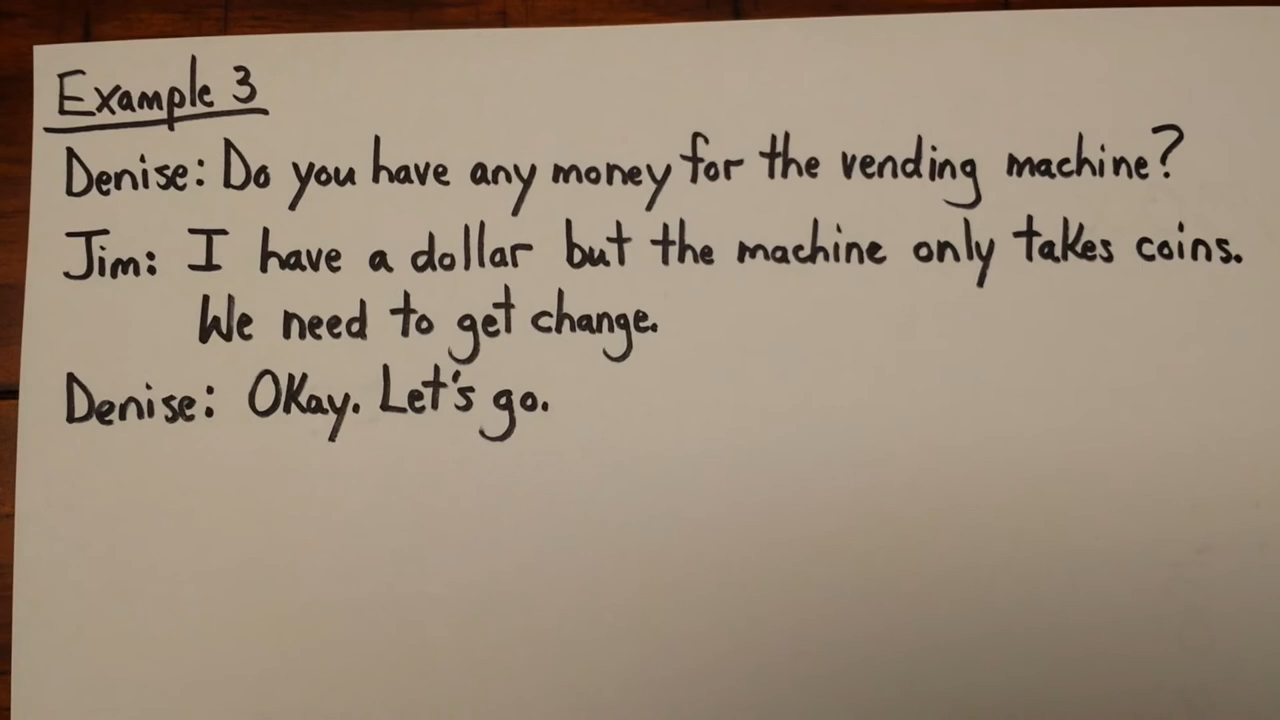 Example 3
Denise: Do you have any money for the vending machine?
Jim: I have a dollar but the machine only takes coins.
We need to get change.
Denise: Okay. Let's go.